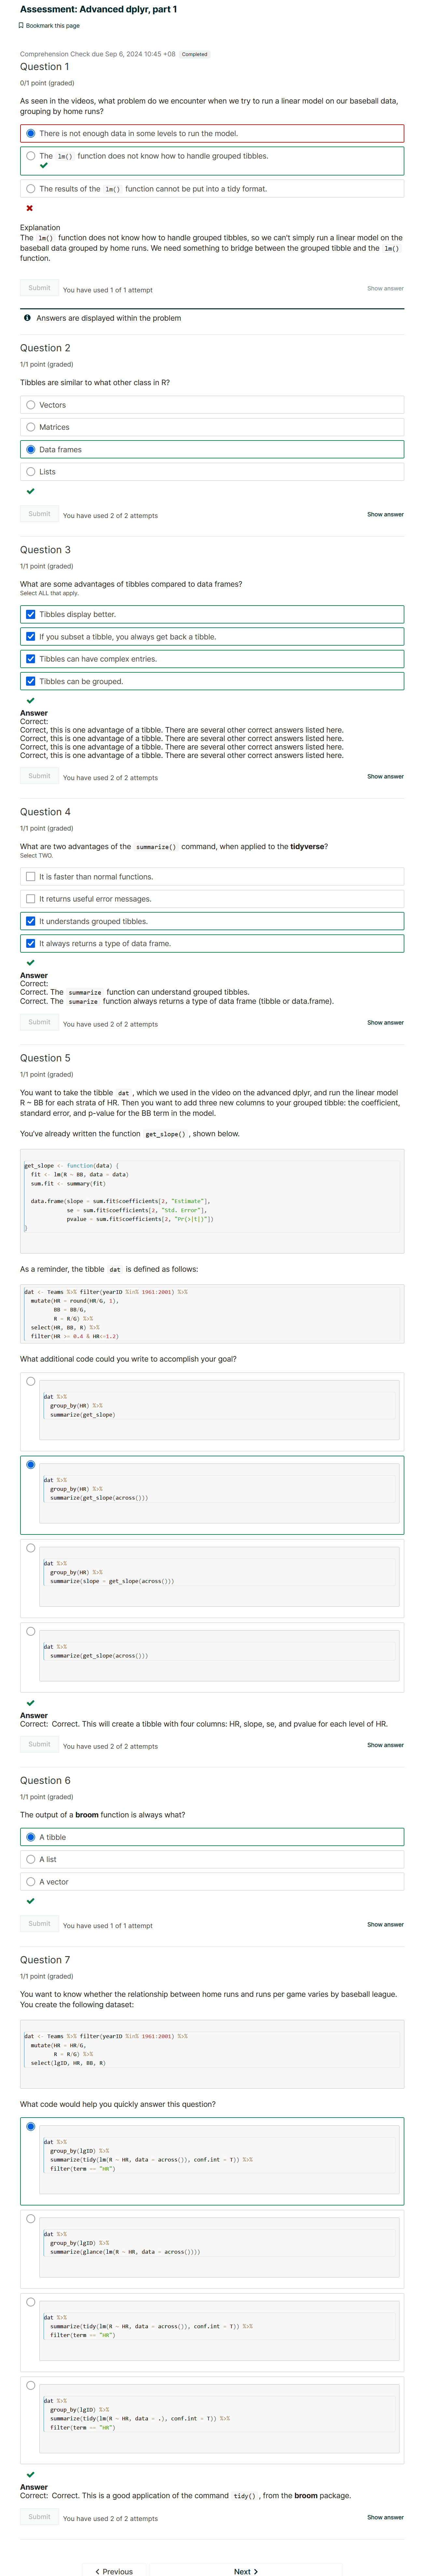 Assessment: Advanced dplyr, part 1
Bookmark this page
Comprehension Check due Sep 6, 2024 10:45 +08 Completed
Question 1
0/1 point (graded)
As seen in the videos, what problem do we encounter when we try to run a linear model on our baseball data,
grouping by home runs?
There is not enough data in some levels to run the model.
The lm() function does not know how to handle grouped tibbles.
The results of the lm() function cannot be put into a tidy format.
Explanation
The lm() function does not know how to handle grouped tibbles, so we can't simply run a linear model on the
baseball data grouped by home runs. We need something to bridge between the grouped tibble and the lm()
function.
Submit You have used 1 of 1 attempt Show answer
Answers are displayed within the problem
Question 2
1/1 point (graded)
Tibbles are similar to what other class in R?
Vectors
Matrices
Data frames
Lists
Submit You have used 2 of 2 attempts Show answer
Question 3
1/1 point (graded)
What are some advantages of tibbles compared to data frames?
Select ALL that apply.
Tibbles display better.
If you subset a tibble, you always get back a tibble.
Tibbles can have complex entries.
Tibbles can be grouped.
Answer
Correct:
Correct, this is one advantage of a tibble. There are several other correct answers listed here.
Correct, this is one advantage of a tibble. There are several other correct answers listed here.
Correct, this is one advantage of a tibble. There are several other correct answers listed here.
Correct, this is one advantage of a tibble. There are several other correct answers listed here.
Submit You have used 2 of 2 attempts Show answer
Question 4
1/1 point (graded)
What are two advantages of the summarize() command, when applied to the tidyverse?
Select TWO.
It is faster than normal functions.
It returns useful error messages.
It understands grouped tibbles.
It always returns a type of data frame.
Answer
Correct:
Correct. The summarize function can understand grouped tibbles.
Correct. The sumarize function always returns a type of data frame (tibble or data.frame).
Submit You have used 2 of 2 attempts Show answer
Question 5
1/1 point (graded)
You want to take the tibble dat , which we used in the video on the advanced dplyr, and run the linear model
R ~ BB for each strata of HR. Then you want to add three new columns to your grouped tibble: the coefficient,
standard error, and p-value for the BB term in the model.
You've already written the function get_slope() , shown below.
get_slope <- function(data) {
fit <- lm(R ~ BB, data = data)
sum.fit <- summary(fit)
data.frame(slope = sum.fit$coefficients[2, "Estimate"],
se = sum.fit$coefficients[2, "Std. Error"],
pvalue = sum.fit$coefficients[2, "Pr(>|t|)"])
}
As a reminder, the tibble dat is defined as follows:
dat <- Teams %>% filter(yearID %in% 1961:2001) %>%
mutate(HR = round(HR/G, 1),
BB = BB/G,
R = R/G) %>%
select(HR, BB, R) %>%
filter(HR >= 0.4 & HR<=1.2)
What additional code could you write to accomplish your goal?
dat %>%
group_by(HR) %>%
summarize(get_slope)
dat %>%
group_by(HR) %>%
summarize(get_slope(across()))
dat %>%
group_by(HR) %>%
summarize(slope = get_slope(across()))
dat %>%
summarize(get_slope(across()))
Answer
Correct: Correct. This will create a tibble with four columns: HR, slope, se, and pvalue for each level of HR.
Submit You have used 2 of 2 attempts Show answer
Question 6
1/1 point (graded)
The output of a broom function is always what?
A tibble
A list
A vector
Submit You have used 1 of 1 attempt Show answer
Question 7
1/1 point (graded)
You want to know whether the relationship between home runs and runs per game varies by baseball league.
You create the following dataset:
dat <- Teams %>% filter(yearID %in% 1961:2001) %>%
mutate(HR = HR/G,
R = R/G) %>%
select(lgID, HR, BB, R)
What code would help you quickly answer this question?
dat %>%
group_by(lgID) %>%
summarize(tidy(lm(R ~ HR, data = across()), conf.int = T)) %>%
filter(term == "HR")
dat %>%
group_by(lgID) %>%
summarize(glance(lm(R ~ HR, data = across())))
dat %>%
summarize(tidy(lm(R ~ HR, data = across()), conf.int = T)) %>%
filter(term == "HR")
dat %>%
group_by(lgID) %>%
summarize(tidy(lm(R ~ HR, data = .), conf.int = T)) %>%
filter(term == "HR")
Answer
Correct: Correct. This is a good application of the command tidy() , from the broom package.
Submit You have used 2 of 2 attempts Show answer
Previous Next